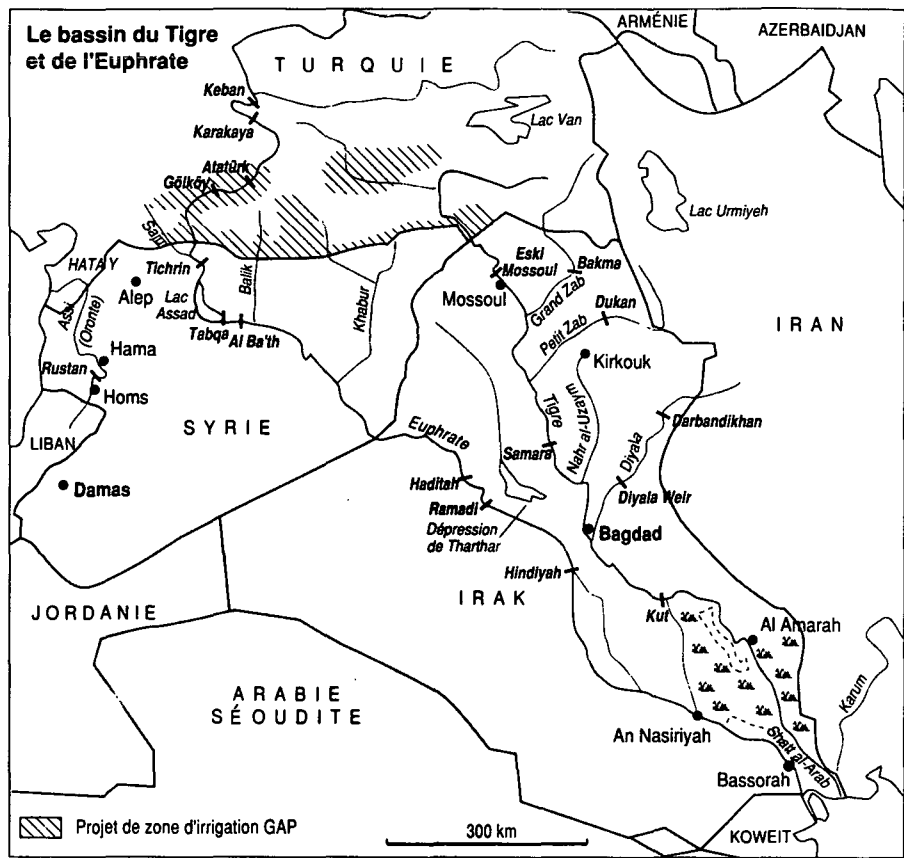 Le bassin du Tigre
et de l'Euphrate
ARMÉNIE
AZERBAIDJAN
TURQUIE
Keban
Karakaya
Lac Van
Atatürk
Gölköy
Lac Urmiyeh
HATAY
Tichrin
Alep
Balik
Lac
Assad
Khabur
Eski
Mossoul
Bakma
Mossoul
Grand Zab
Dukan
IRAN
Assi
(Oronte)
Tabqa
Al Ba'th
Petit Zab
Hama
Kirkouk
Rustan
Homs
Tigre
Nahr al-Uzaym
Darbandikhan
SYRIE
Euphrate
Samara
Diyala
LIBAN
Haditah
Diyala Weir
Damas
Ramadi
Dépression
de Tharthar
Bagdad
Hindiyah
IRAK
JORDANIE
Kut
Al Amarah
Karum
ARABIE
SÉOUDITE
An Nasiriyah
Shatt al-Arab
Bassorah
Projet de zone d'irrigation GAP
300 km
KOWEIT